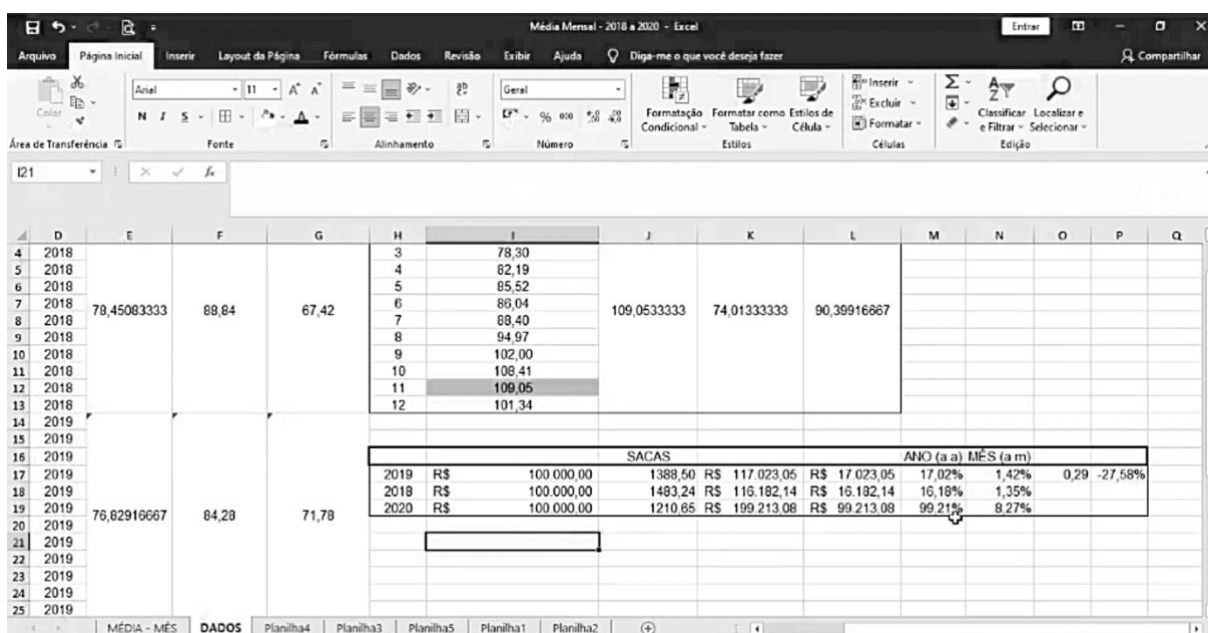 Média Mensal - 2018 a 2020 - Excel Entrar
Arquivo Página Inicial Inserir Layout da Página Fórmulas Dados Revisão Exibir Ajuda Diga-me o que você deseja fazer Compartilhar
Colar Arial 11 Geral Formatação Condicional Formatar como Tabela Estilos de Célula Inserir Excluir Formatar Classificar e Filtrar Localizar e Selecionar
N I S % 000
Área de Transferência Fonte Alinhamento Número Estilos Células Edição
I21 fx
D E F G H I J K L M N O P Q
4 2018 3 78,30
5 2018 4 82,19
6 2018 5 85,52
7 2018 78,45083333 88,84 67,42 6 86,04 109,0533333 74,01333333 90,39916667
8 2018 7 88,40
9 2018 8 94,97
10 2018 9 102,00
11 2018 10 108,41
12 2018 11 109,05
13 2018 12 101,34
14 2019
15 2019
16 2019 SACAS ANO (a a) MÊS (a m)
17 2019 2019 R$ 100.000,00 1388,50 R$ 117.023,05 R$ 17.023,05 17,02% 1,42% 0,29 -27,58%
18 2019 2018 R$ 100.000,00 1483,24 R$ 116.182,14 R$ 16.182,14 16,18% 1,35%
19 2019 76,82916667 84,28 71,78 2020 R$ 100.000,00 1210,65 R$ 199.213,08 R$ 99.213,08 99,21% 8,27%
20 2019
21 2019
22 2019
23 2019
24 2019
25 2019
MÉDIA - MÊS DADOS Planilha4 Planilha3 Planilha5 Planilha1 Planilha2